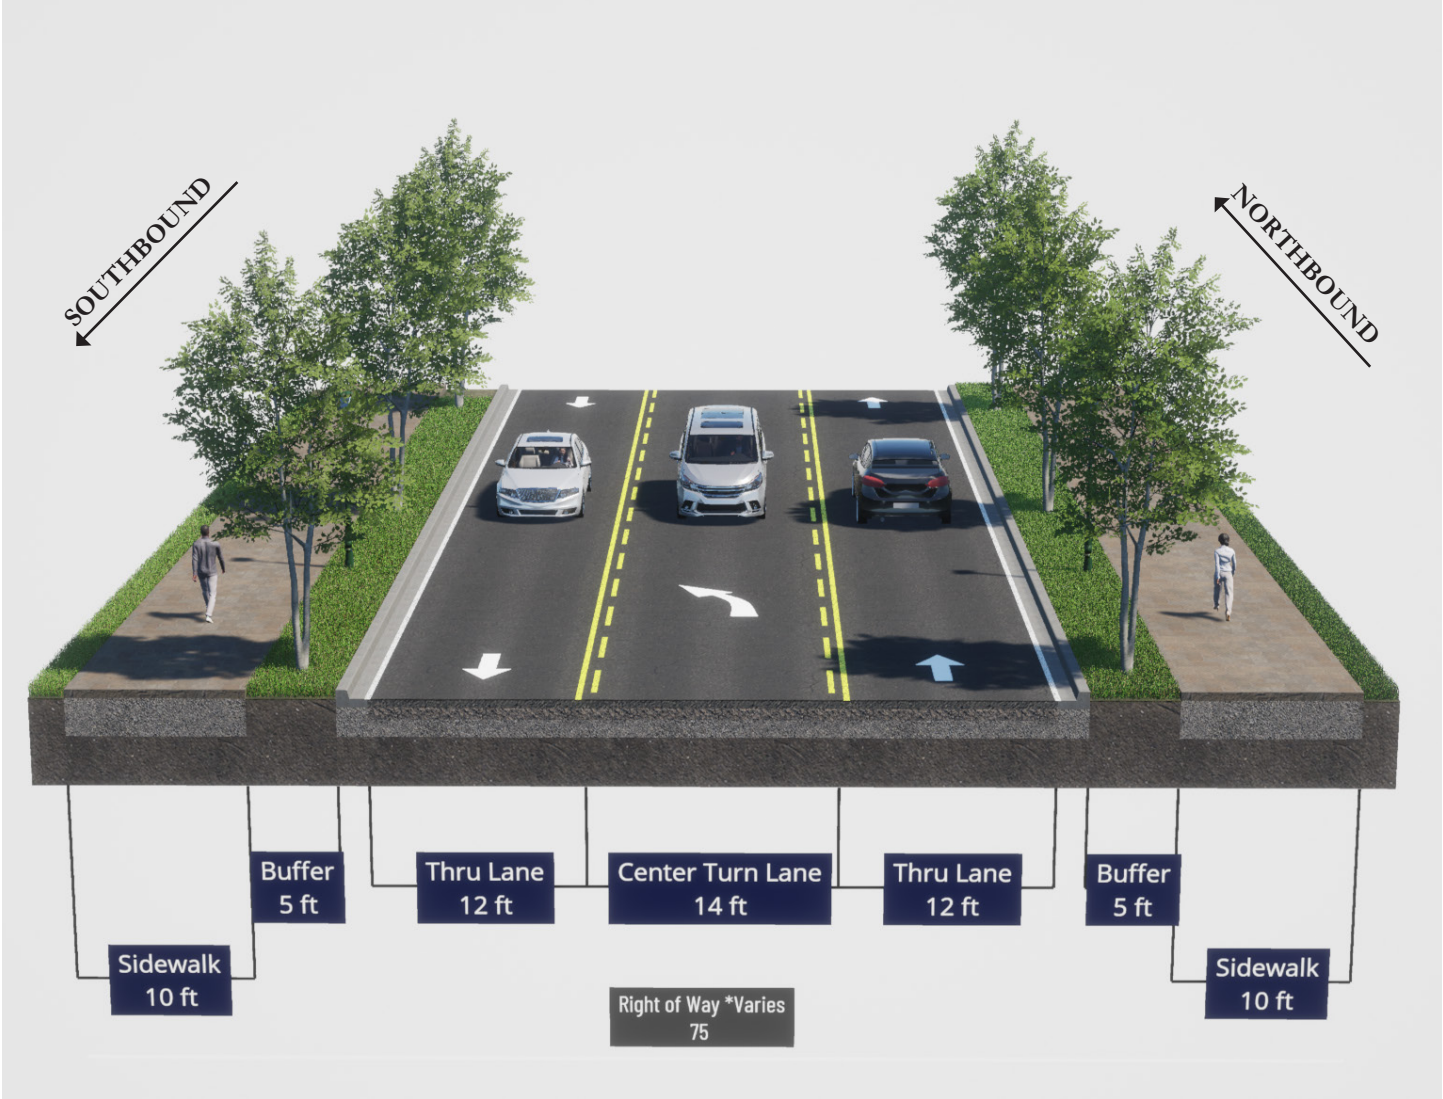 SOUTHBOUND
NORTHBOUND
Buffer
5 ft
Thru Lane
12 ft
Center Turn Lane
14 ft
Thru Lane
12 ft
Buffer
5 ft
Sidewalk
10 ft
Sidewalk
10 ft
Right of Way *Varies
75